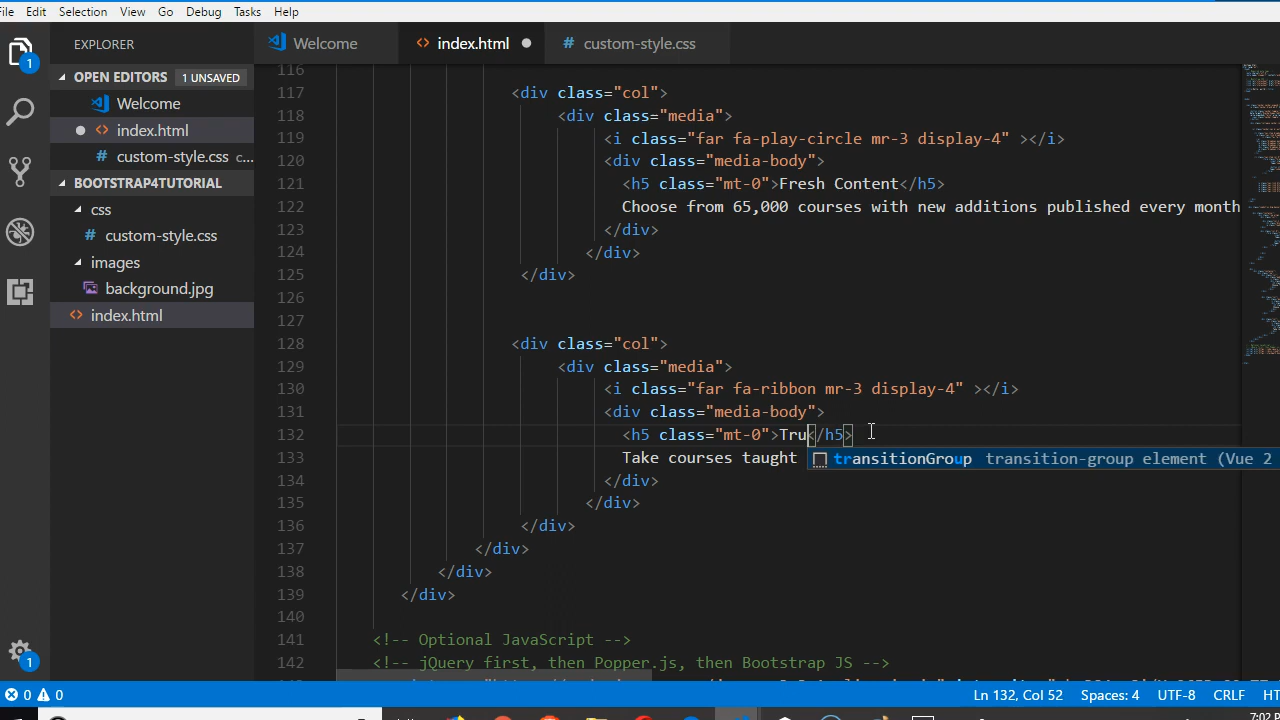 File Edit Selection View Go Debug Tasks Help
EXPLORER
Welcome index.html custom-style.css
OPEN EDITORS 1 UNSAVED
Welcome
index.html
custom-style.css c...
BOOTSTRAP4TUTORIAL
css
custom-style.css
images
background.jpg
index.html
1
1
116
117 <div class="col">
118 <div class="media">
119 <i class="far fa-play-circle mr-3 display-4" ></i>
120 <div class="media-body">
121 <h5 class="mt-0">Fresh Content</h5>
122 Choose from 65,000 courses with new additions published every month
123 </div>
124 </div>
125 </div>
126
127
128 <div class="col">
129 <div class="media">
130 <i class="far fa-ribbon mr-3 display-4" ></i>
131 <div class="media-body">
132 <h5 class="mt-0">Tru</h5>
133 Take courses taught
transitionGroup transition-group element (Vue 2
134 </div>
135 </div>
136 </div>
137 </div>
138 </div>
139 </div>
140
141 <!-- Optional JavaScript -->
142 <!-- jQuery first, then Popper.js, then Bootstrap JS -->
0 0 Ln 132, Col 52 Spaces: 4 UTF-8 CRLF HT